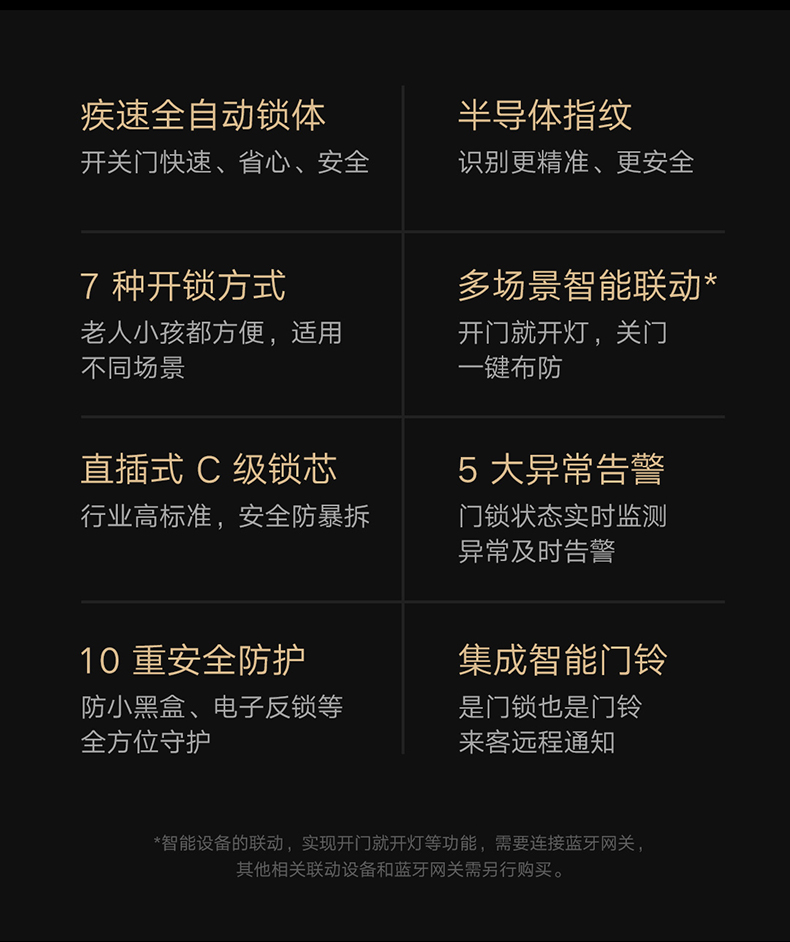 疾速全自动锁体
开关门快速、省心、安全
半导体指纹
识别更精准、更安全
7 种开锁方式
老人小孩都方便，适用
不同场景
多场景智能联动*
开门就开灯，关门
一键布防
直插式 C 级锁芯
行业高标准，安全防暴拆
5 大异常告警
门锁状态实时监测
异常及时告警
10 重安全防护
防小黑盒、电子反锁等
全方位守护
集成智能门铃
是门锁也是门铃
来客远程通知
*智能设备的联动，实现开门就开灯等功能，需要连接蓝牙网关，
其他相关联动设备和蓝牙网关需另行购买。